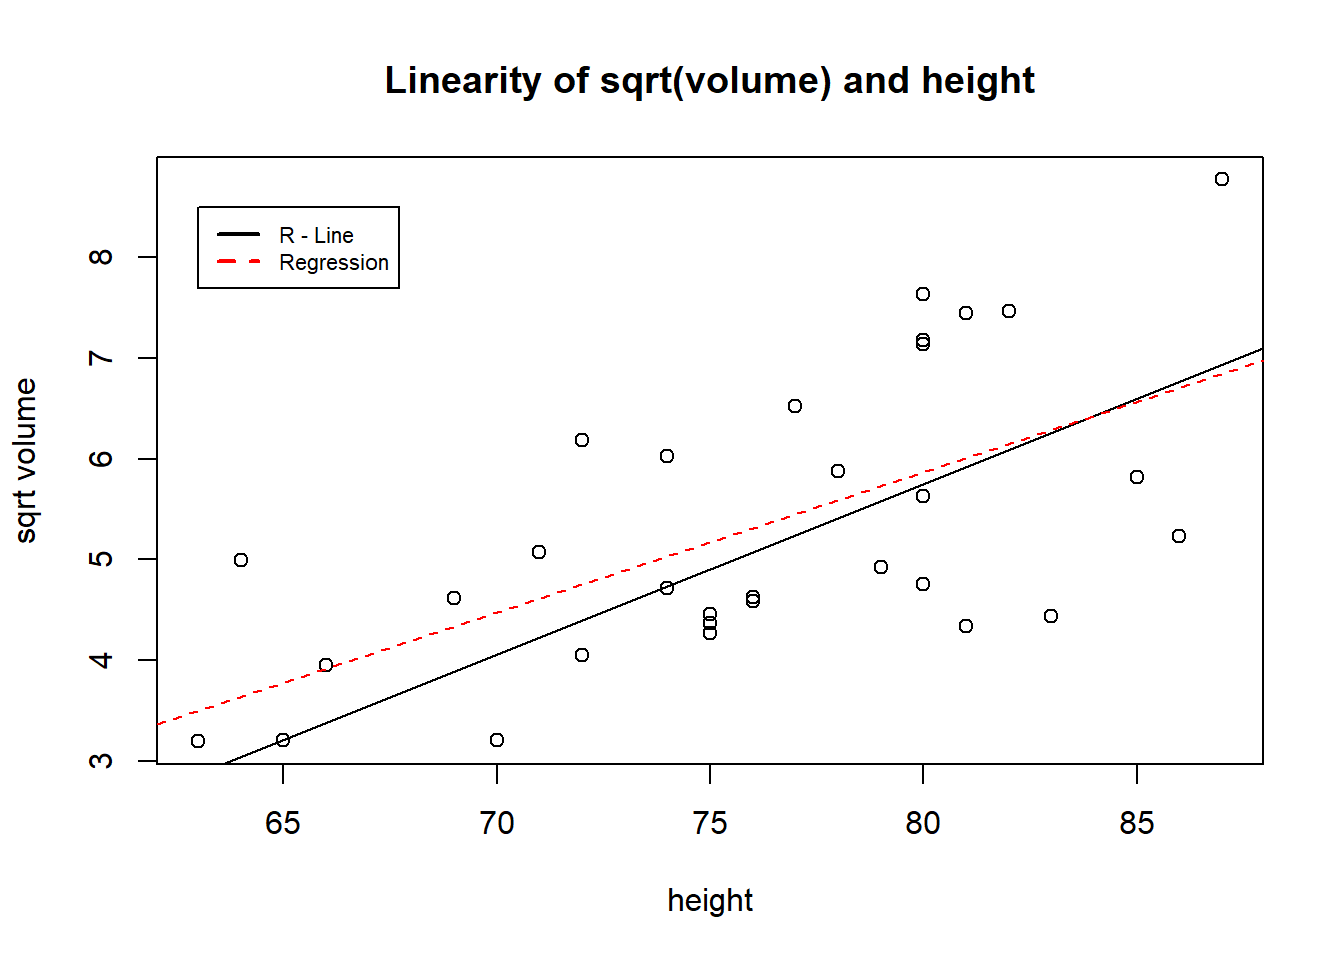 Linearity of sqrt(volume) and height
R - Line
Regression
sqrt volume
8
7
6
5
4
3
65 70 75 80 85
height